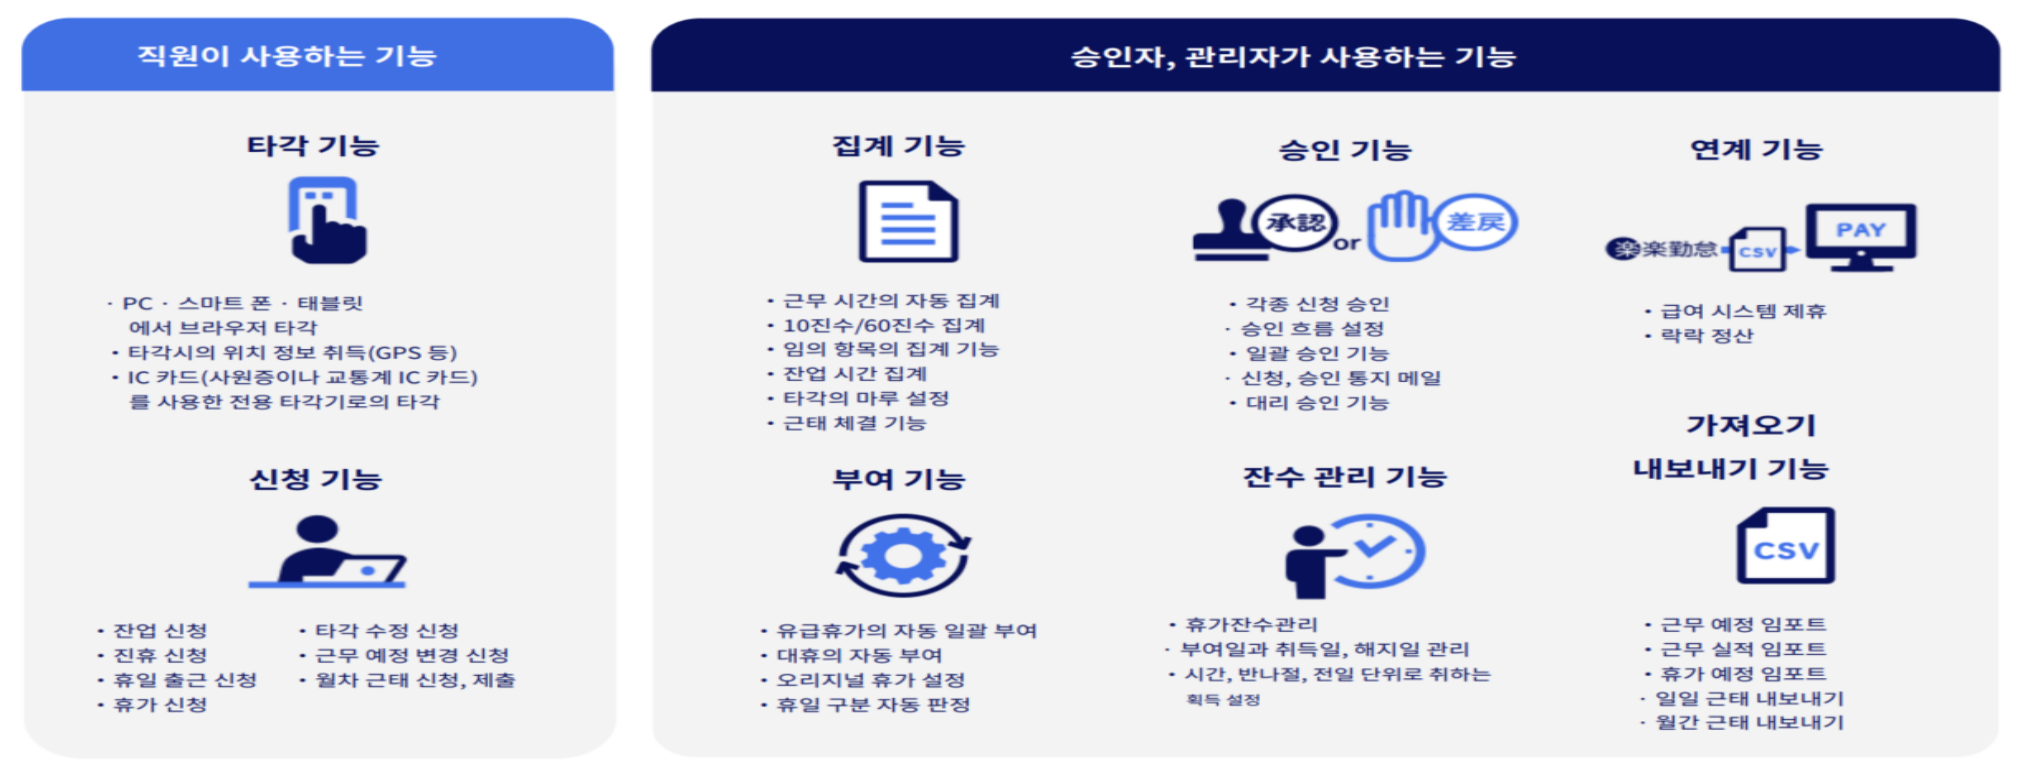 직원이 사용하는 기능
타각 기능
· PC · 스마트 폰 · 태블릿
에서 브라우저 타각
• 타각시의 위치 정보 취득(GPS 등)
• IC 카드(사원증이나 교통계 IC 카드)
를 사용한 전용 타각기로의 타각
신청 기능
• 잔업 신청
• 진휴 신청
• 휴일 출근 신청
• 휴가 신청
• 타각 수정 신청
• 근무 예정 변경 신청
• 월차 근태 신청, 제출
승인자, 관리자가 사용하는 기능
집계 기능
• 근무 시간의 자동 집계
• 10진수/60진수 집계
• 임의 항목의 집계 기능
• 잔업 시간 집계
• 타각의 마루 설정
• 근태 체결 기능
승인 기능
承認 or 差戻
• 각종 신청 승인
· 승인 흐름 설정
• 일괄 승인 기능
· 신청, 승인 통지 메일
• 대리 승인 기능
연계 기능
楽楽勤怠 CSV PAY
• 급여 시스템 제휴
• 락락 정산
부여 기능
• 유급휴가의 자동 일괄 부여
• 대휴의 자동 부여
• 오리지널 휴가 설정
• 휴일 구분 자동 판정
잔수 관리 기능
• 휴가잔수관리
· 부여일과 취득일, 해지일 관리
• 시간, 반나절, 전일 단위로 취하는
획득 설정
가져오기
내보내기 기능
CSV
• 근무 예정 임포트
• 근무 실적 임포트
• 휴가 예정 임포트
· 일일 근태 내보내기
· 월간 근태 내보내기